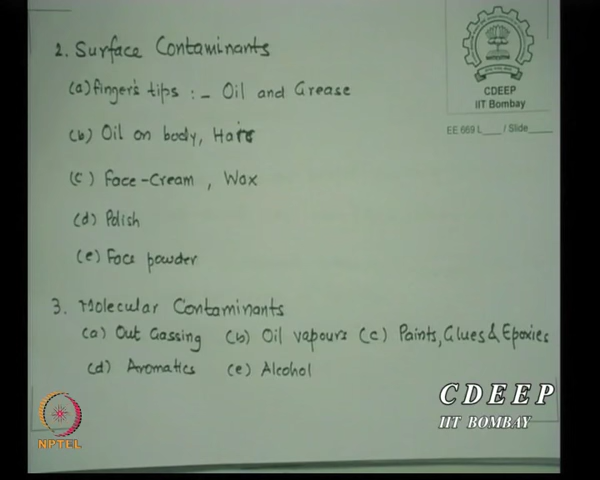 2. Surface Contaminants
(a) finger's tips :- Oil and Grease
(b) Oil on body, Hairs
(c) Face-Cream, Wax
(d) Polish
(e) Face powder
3. Molecular Contaminants
(a) Out Gassing (b) Oil vapours (c) Paints, Glues & Epoxies
(d) Aromatics (e) Alcohol
CDEEP
IIT Bombay
EE 669 L___ / Slide____
NPTEL
CDEEP
IIT BOMBAY